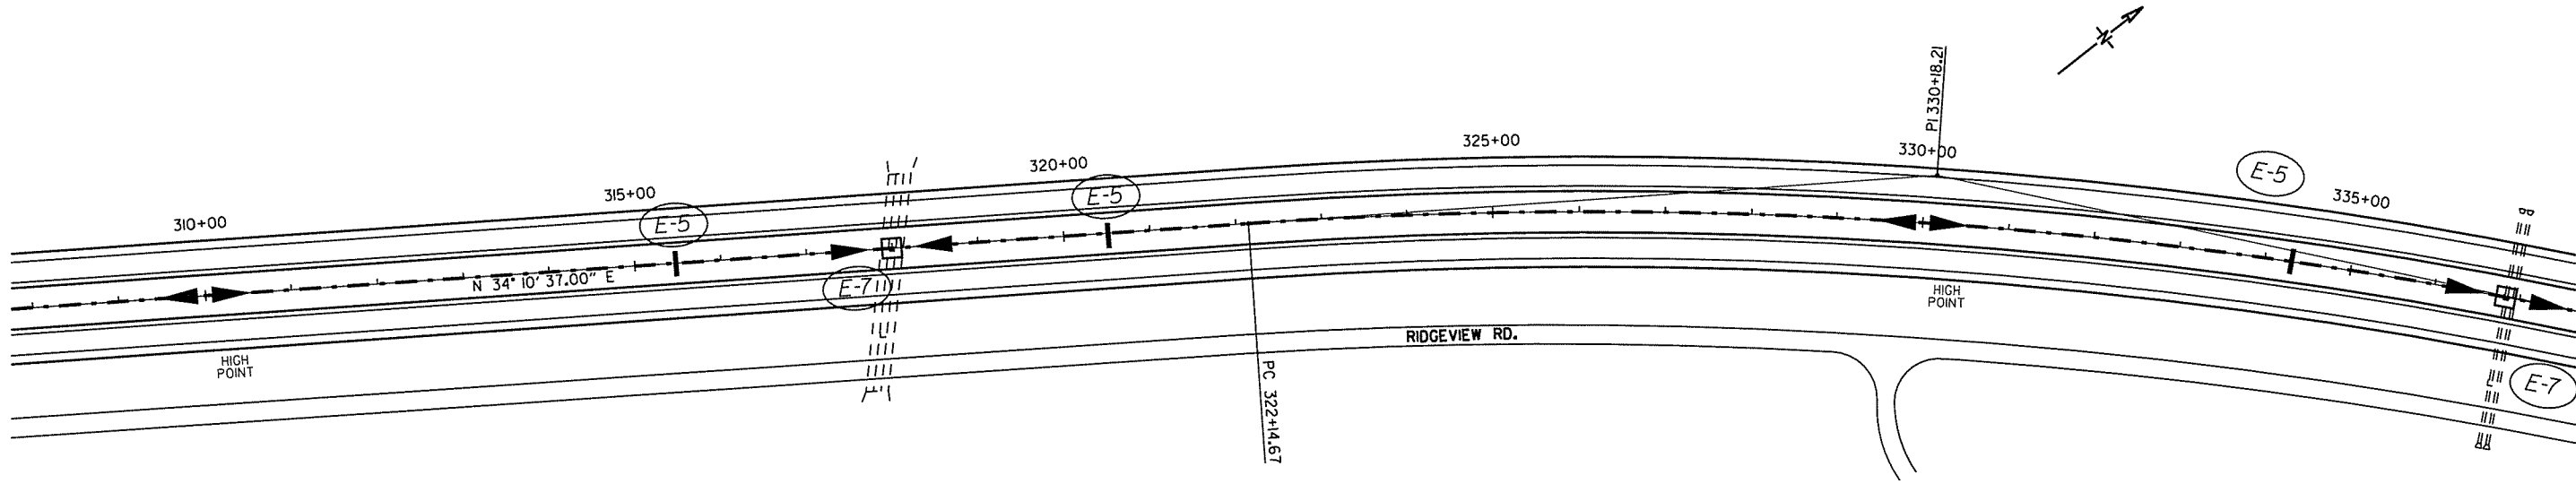 N
PI 330+18.21
325+00
330+00
320+00
E-5
335+00
315+00
E-5
310+00
E-5
N 34° 10' 37.00" E
E-7
HIGH
POINT
RIDGEVIEW RD.
HIGH
POINT
PC 322+14.67
E-7